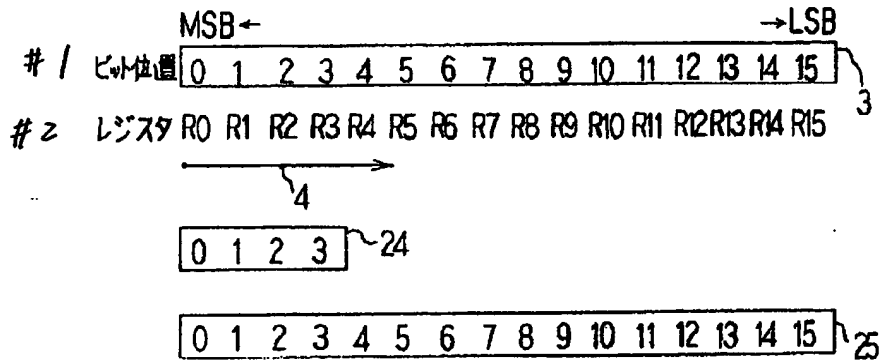 MSB← →LSB
#1 ビット位置 0 1 2 3 4 5 6 7 8 9 10 11 12 13 14 15
3
#2 レジスタ R0 R1 R2 R3 R4 R5 R6 R7 R8 R9 R10 R11 R12 R13 R14 R15
4
0 1 2 3 24
0 1 2 3 4 5 6 7 8 9 10 11 12 13 14 15 25